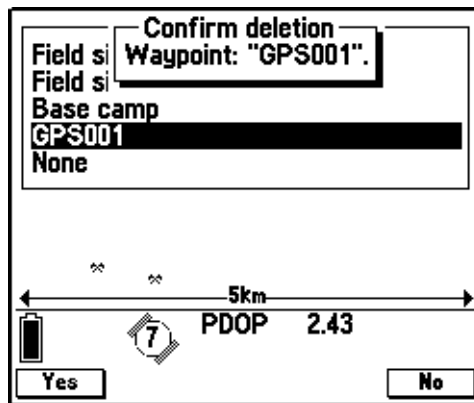 Confirm deletion
Waypoint: "GPS001".
Field si
Field si
Base camp
GPS001
None
5km
7 PDOP 2.43
Yes No